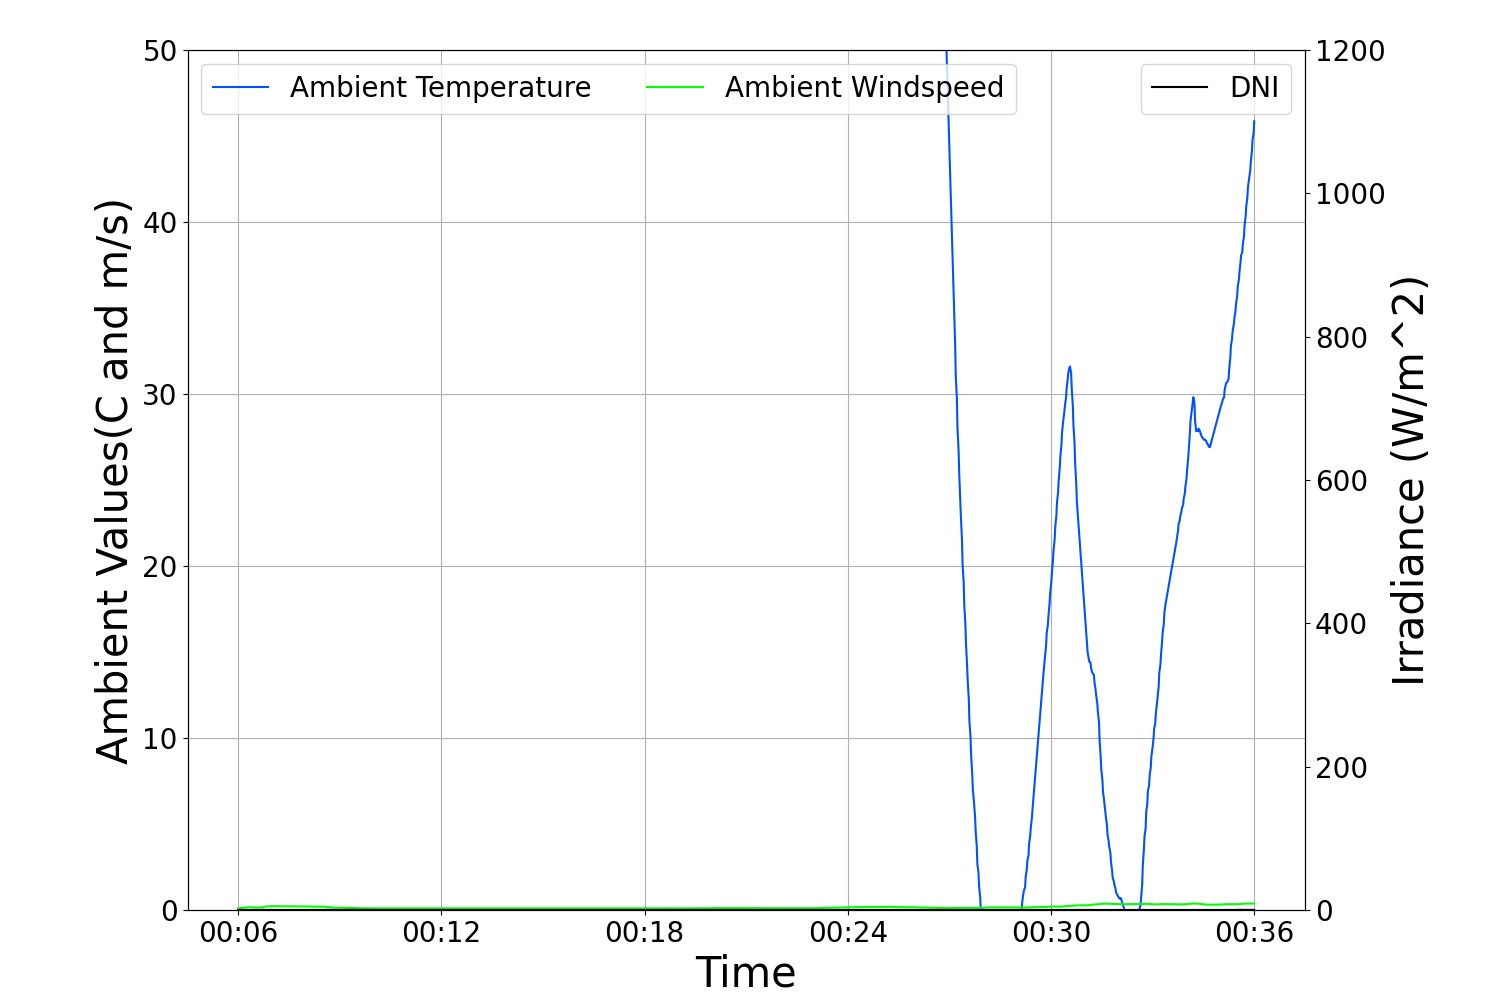 Ambient Temperature
Ambient Windspeed
DNI
Ambient Values(C and m/s)
50
40
30
20
10
0
1200
1000
800
600
400
200
0
Irradiance (W/m^2)
00:06 00:12 00:18 00:24 00:30 00:36
Time